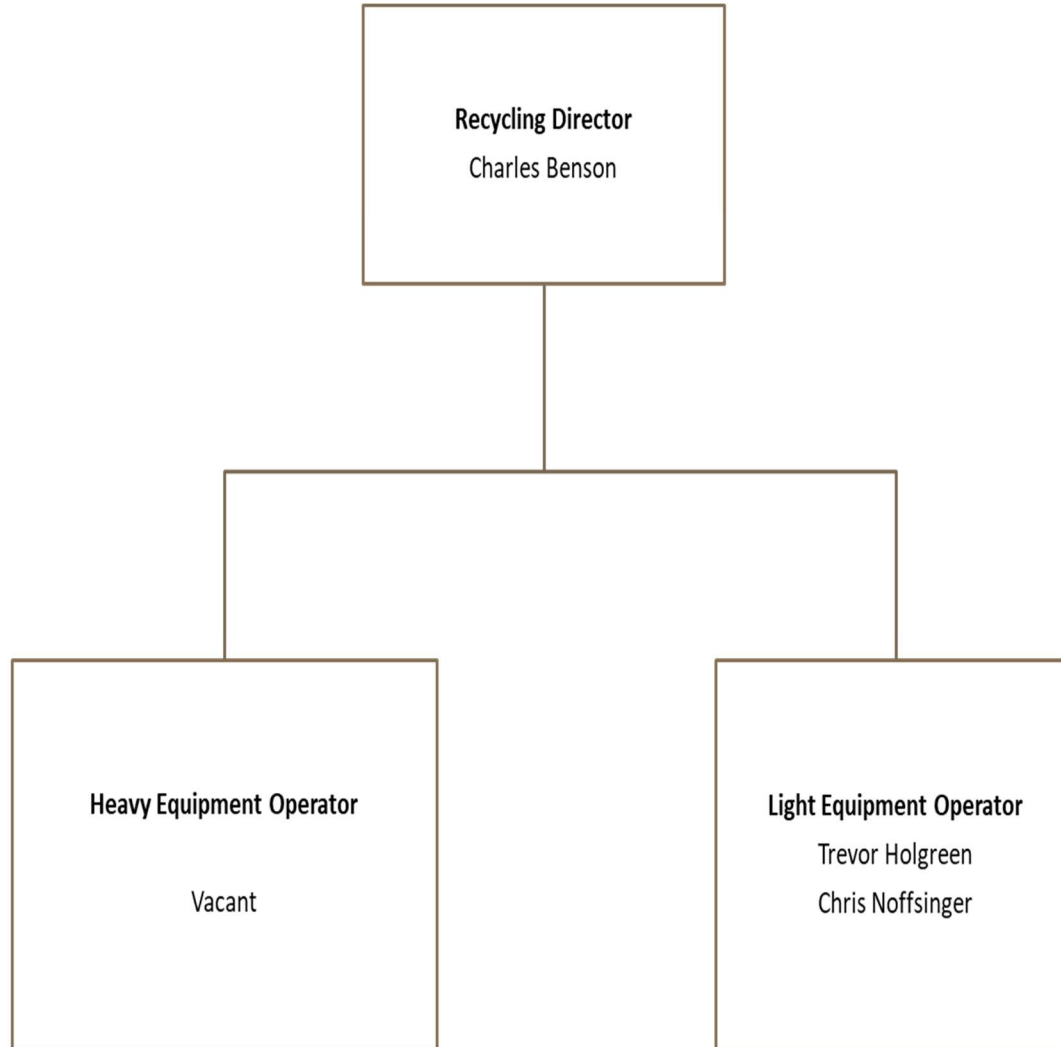 Recycling Director
Charles Benson
Heavy Equipment Operator
Vacant
Light Equipment Operator
Trevor Holgreen
Chris Noffsinger